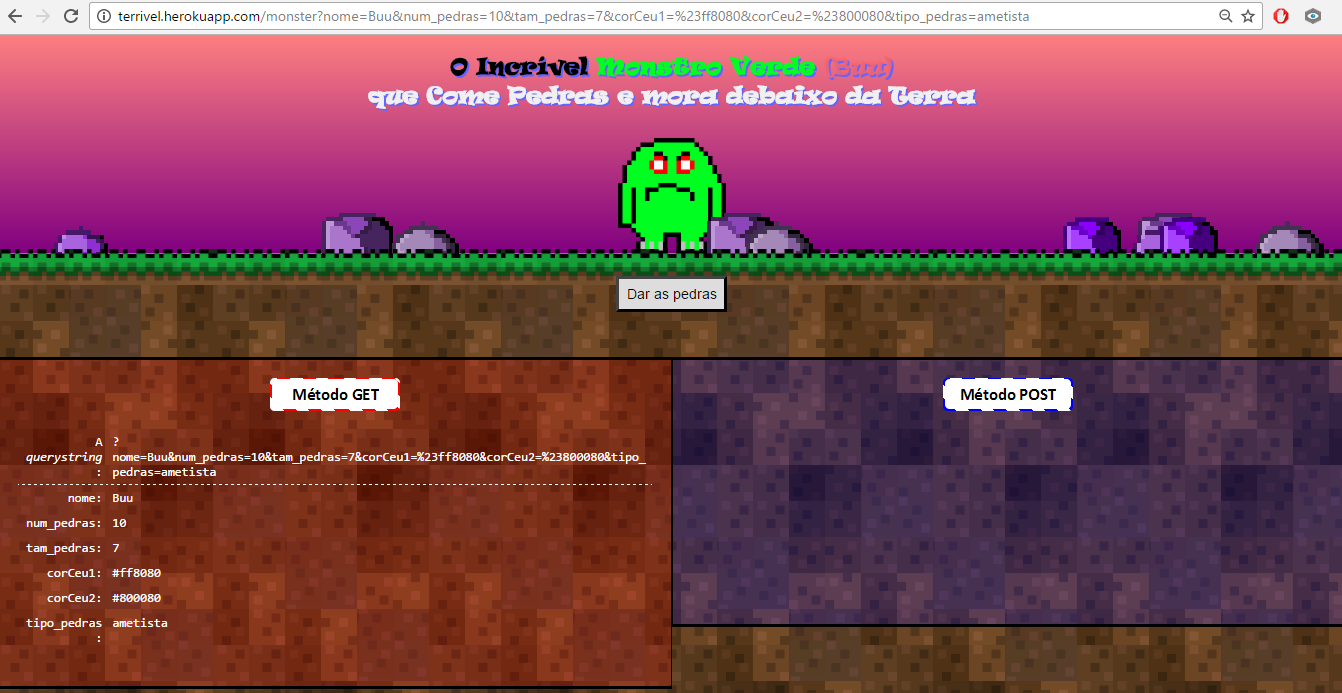 terrivel.herokuapp.com/monster?nome=Buu&num_pedras=10&tam_pedras=7&corCeu1=%23ff8080&corCeu2=%23800080&tipo_pedras=ametista
O Incrível Monstro Verde (Buu)
que Come Pedras e mora debaixo da Terra
Dar as pedras
Método GET
A querystring : ?
nome=Buu&num_pedras=10&tam_pedras=7&corCeu1=%23ff8080&corCeu2=%23800080&tipo_
pedras=ametista
nome: Buu
num_pedras: 10
tam_pedras: 7
corCeu1: #ff8080
corCeu2: #800080
tipo_pedras : ametista
Método POST